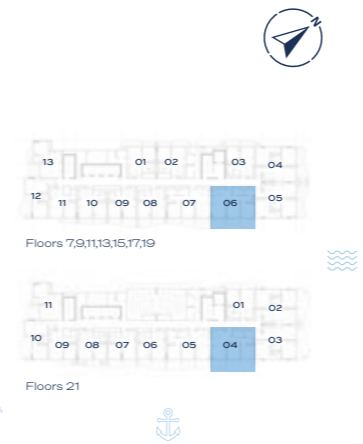 N
13 01 02 03 04
12 11 10 09 08 07 06 05
Floors 7,9,11,13,15,17,19
11 01 02
10 09 08 07 06 05 04 03
Floors 21